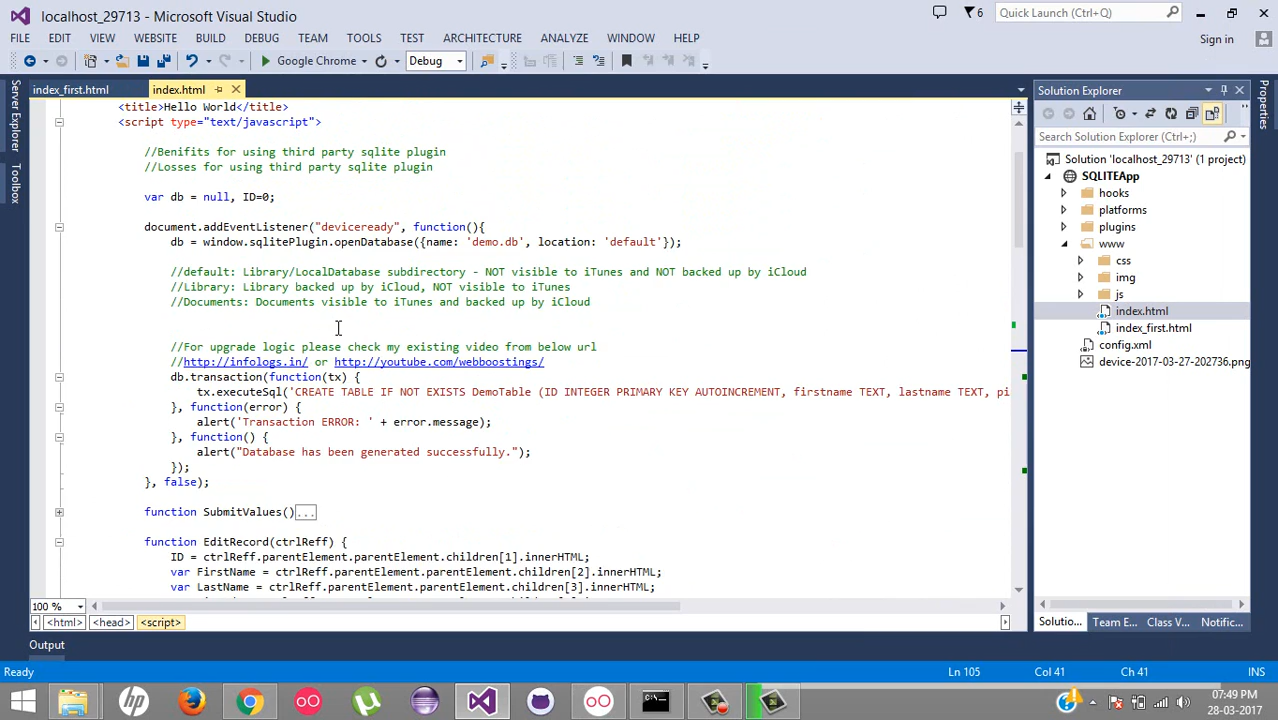 localhost_29713 - Microsoft Visual Studio
6
Quick Launch (Ctrl+Q)
FILE EDIT VIEW WEBSITE BUILD DEBUG TEAM TOOLS TEST ARCHITECTURE ANALYZE WINDOW HELP
Sign in
Google Chrome
Debug
index_first.html
index.html
Server Explorer
Toolbox
<title>Hello World</title>
<script type="text/javascript">
//Benifits for using third party sqlite plugin
//Losses for using third party sqlite plugin
var db = null, ID=0;
document.addEventListener("deviceready", function(){
db = window.sqlitePlugin.openDatabase({name: 'demo.db', location: 'default'});
//default: Library/LocalDatabase subdirectory - NOT visible to iTunes and NOT backed up by iCloud
//Library: Library backed up by iCloud, NOT visible to iTunes
//Documents: Documents visible to iTunes and backed up by iCloud
//For upgrade logic please check my existing video from below url
//http://infologs.in/ or http://youtube.com/webboostings/
db.transaction(function(tx) {
tx.executeSql('CREATE TABLE IF NOT EXISTS DemoTable (ID INTEGER PRIMARY KEY AUTOINCREMENT, firstname TEXT, lastname TEXT, pi
}, function(error) {
alert('Transaction ERROR: ' + error.message);
}, function() {
alert("Database has been generated successfully.");
});
}, false);
function SubmitValues()...
function EditRecord(ctrlReff) {
ID = ctrlReff.parentElement.parentElement.children[1].innerHTML;
var FirstName = ctrlReff.parentElement.parentElement.children[2].innerHTML;
var LastName = ctrlReff.parentElement.parentElement.children[3].innerHTML;
100 %
<html> <head> <script>
Output
Solution Explorer
Search Solution Explorer (Ctrl+;)
Solution 'localhost_29713' (1 project)
SQLITEApp
hooks
platforms
plugins
www
css
img
js
index.html
index_first.html
config.xml
device-2017-03-27-202736.png
Solutio... Team E... Class V... Notific...
Properties
Ready
Ln 105
Col 41
Ch 41
INS
hp
07:49 PM
28-03-2017